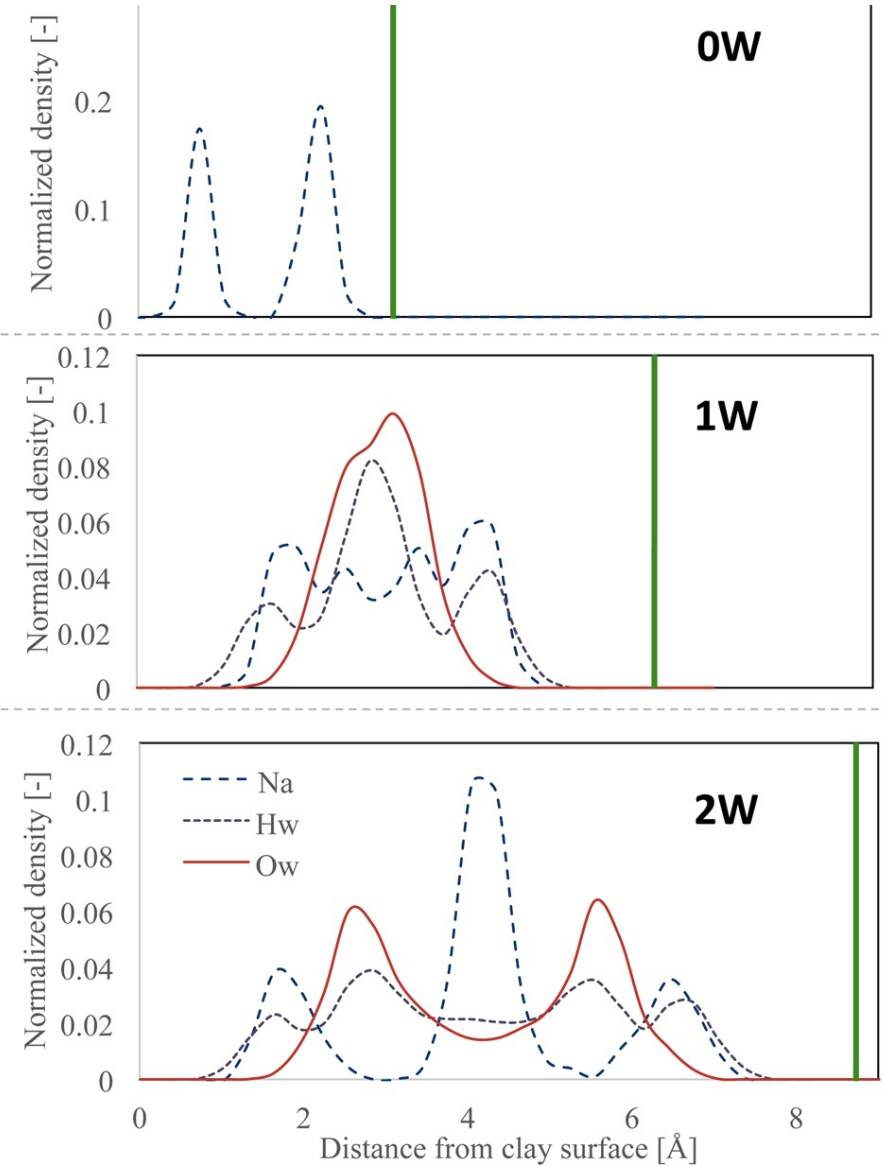 Normalized density [-]
0.2
0.1
0
0W
Normalized density [-]
0.12
0.1
0.08
0.06
0.04
0.02
0
1W
Normalized density [-]
0.12
0.1
0.08
0.06
0.04
0.02
0
Na
Hw
Ow
2W
0 2 4 6 8
Distance from clay surface [Å]